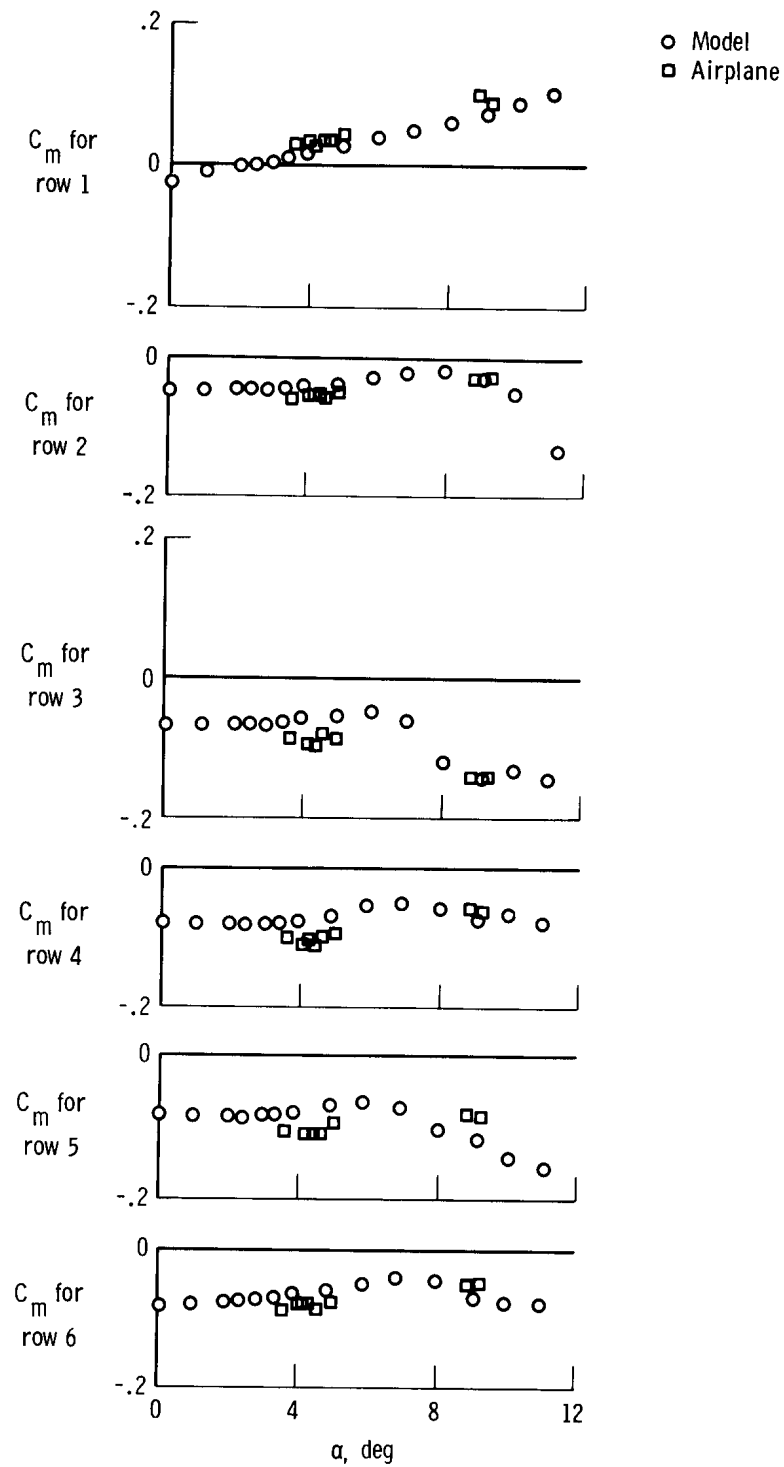 ○ Model
□ Airplane
.2
C_m for
row 1
0
-.2
0
C_m for
row 2
-.2
.2
C_m for
row 3
0
-.2
0
C_m for
row 4
-.2
0
C_m for
row 5
-.2
0
C_m for
row 6
-.2
0 4 8 12
α, deg